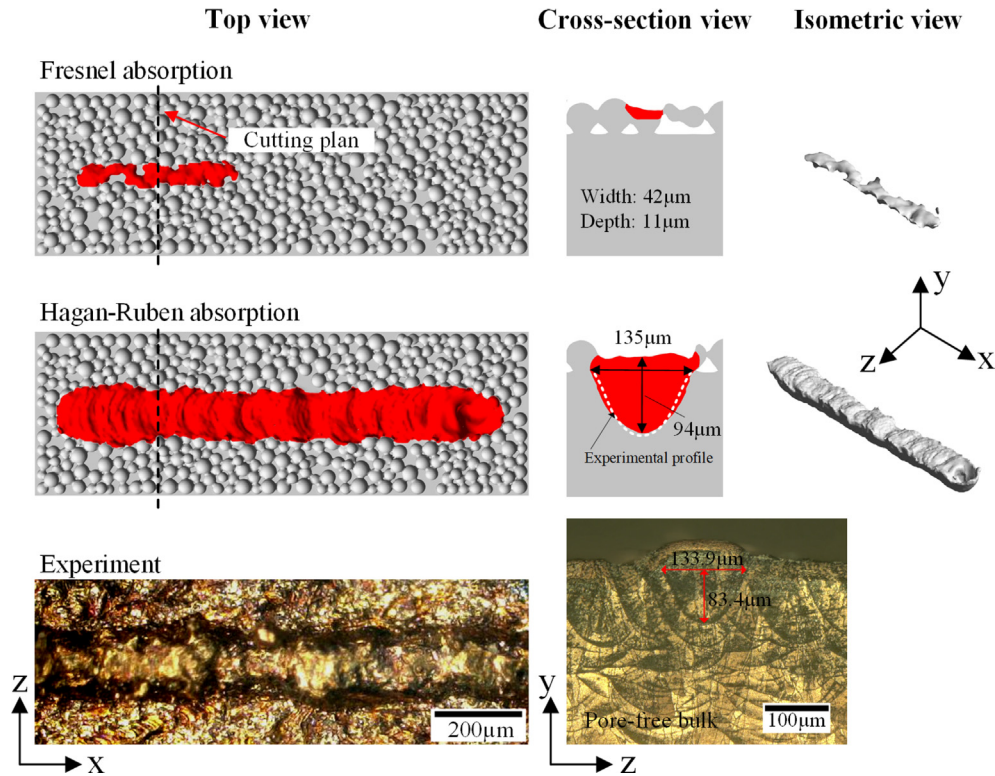 Top view
Cross-section view
Isometric view
Fresnel absorption
Cutting plan
Width: 42μm
Depth: 11μm
y
z
x
Hagan-Ruben absorption
135μm
94μm
Experimental profile
Experiment
z
x
200μm
133.9μm
83.4μm
Pore-free bulk
100μm
y
z